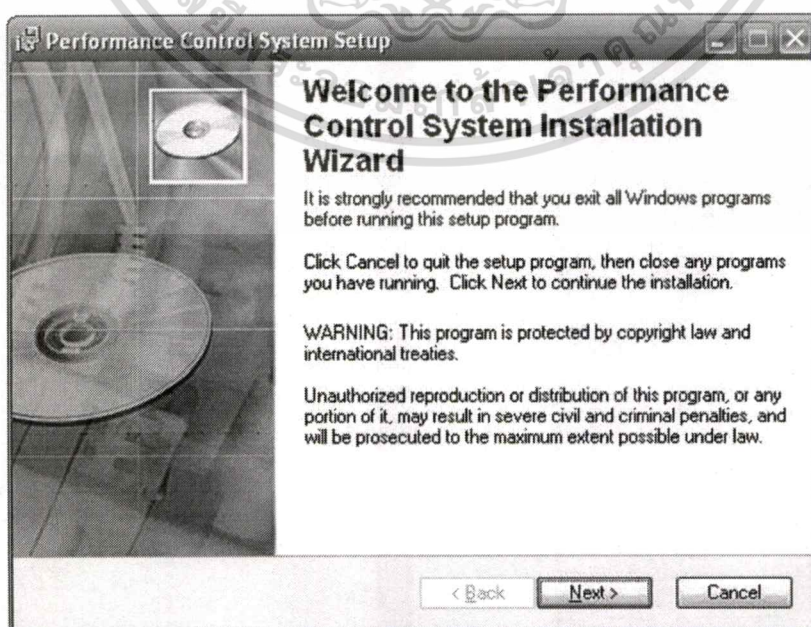 Performance Control System Setup
Welcome to the Performance
Control System Installation
Wizard
It is strongly recommended that you exit all Windows programs
before running this setup program.
Click Cancel to quit the setup program, then close any programs
you have running. Click Next to continue the installation.
WARNING: This program is protected by copyright law and
international treaties.
Unauthorized reproduction or distribution of this program, or any
portion of it, may result in severe civil and criminal penalties, and
will be prosecuted to the maximum extent possible under law.
< Back
Next >
Cancel